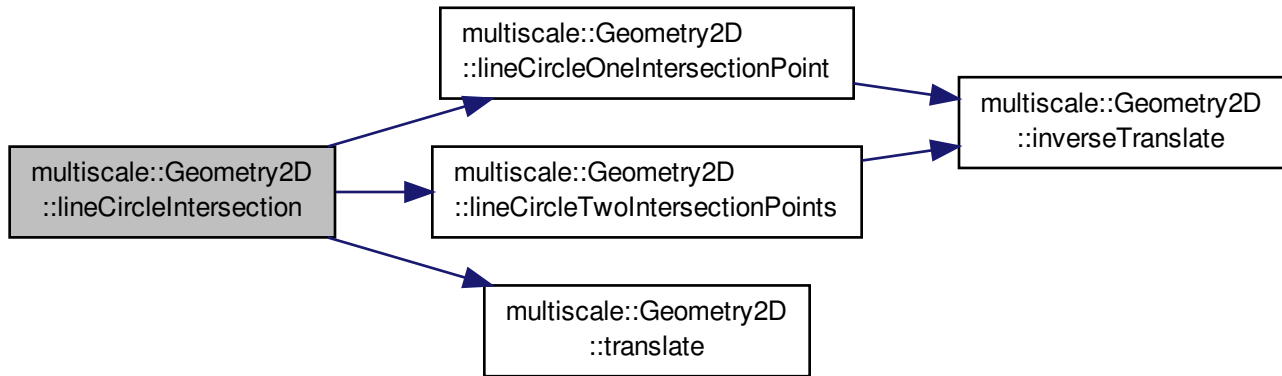 multiscale::Geometry2D
::lineCircleIntersection
multiscale::Geometry2D
::lineCircleOneIntersectionPoint
multiscale::Geometry2D
::lineCircleTwoIntersectionPoints
multiscale::Geometry2D
::translate
multiscale::Geometry2D
::inverseTranslate